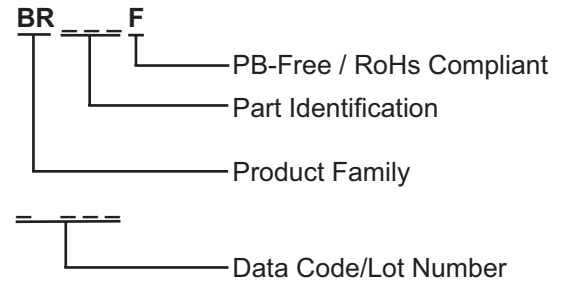 BR _ _ _ F
PB-Free / RoHs Compliant
Part Identification
Product Family
_ _ _ _
Data Code/Lot Number